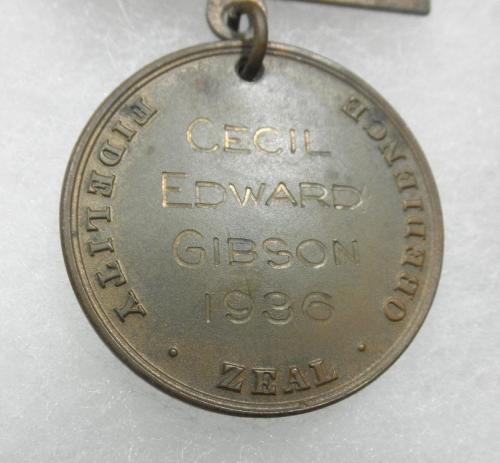 CECIL
EDWARD
GIBSON
1936
FIDELITY
· ZEAL ·
OBEDIENCE